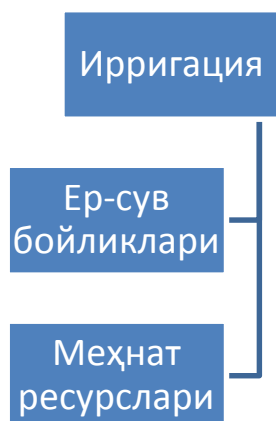 Ирригация
Ер-сув
бойликлари
Меҳнат
ресурслари